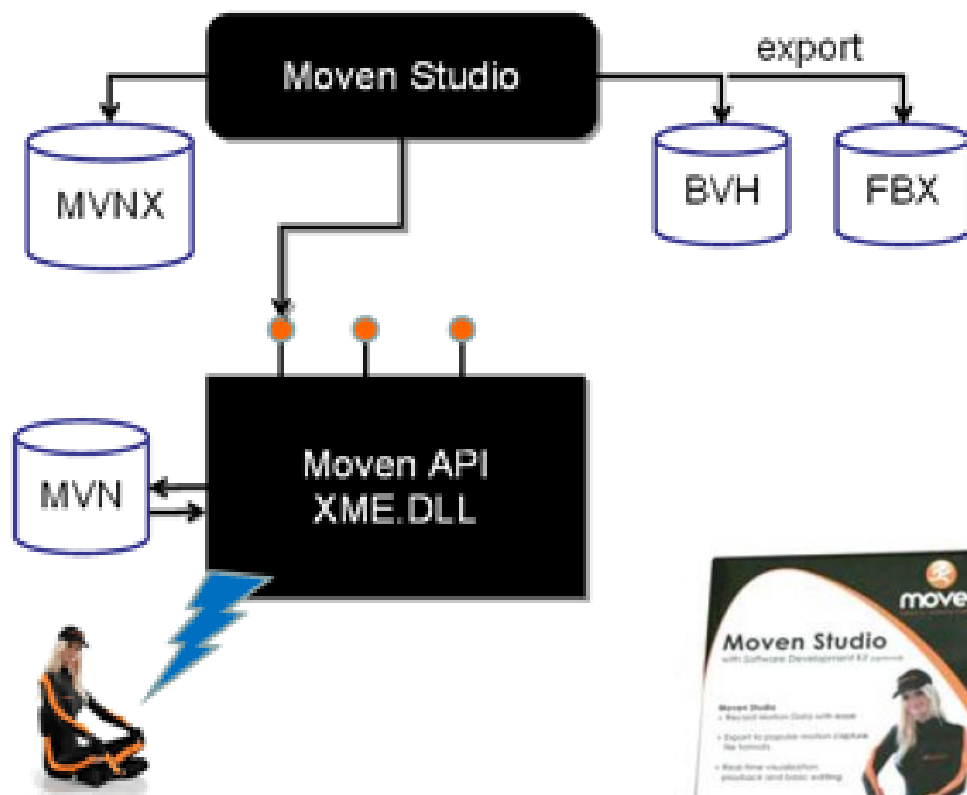 Moven Studio
export
MVNX
BVH
FBX
MVN
Moven API
XME.DLL
move
Moven Studio
with Software Development Kit
Moven Studio
Record Motion Data with ease
Export to popular motion capture
file formats
Real-time visualization
playback and basic editing